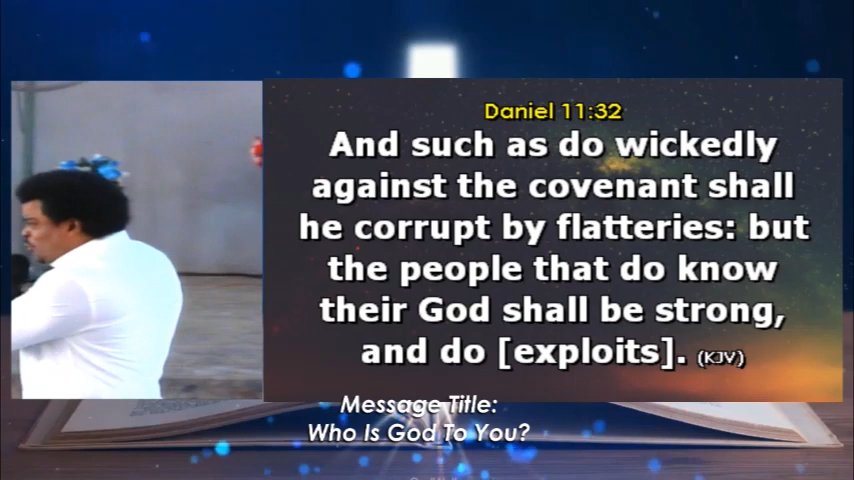 Daniel 11:32
And such as do wickedly
against the covenant shall
he corrupt by flatteries: but
the people that do know
their God shall be strong,
and do [exploits]. (KJV)
Message Title:
Who Is God To You?